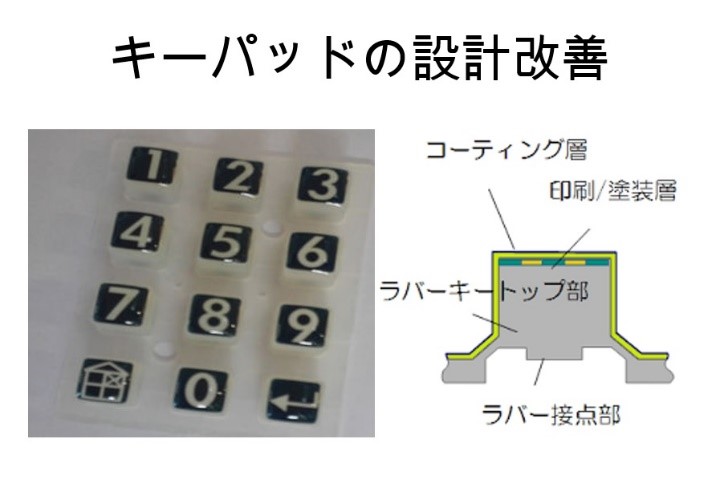 キーパッドの設計改善
1 2 3
4 5 6
7 8 9
0
コーティング層
印刷/塗装層
ラバーキートップ部
ラバー接点部